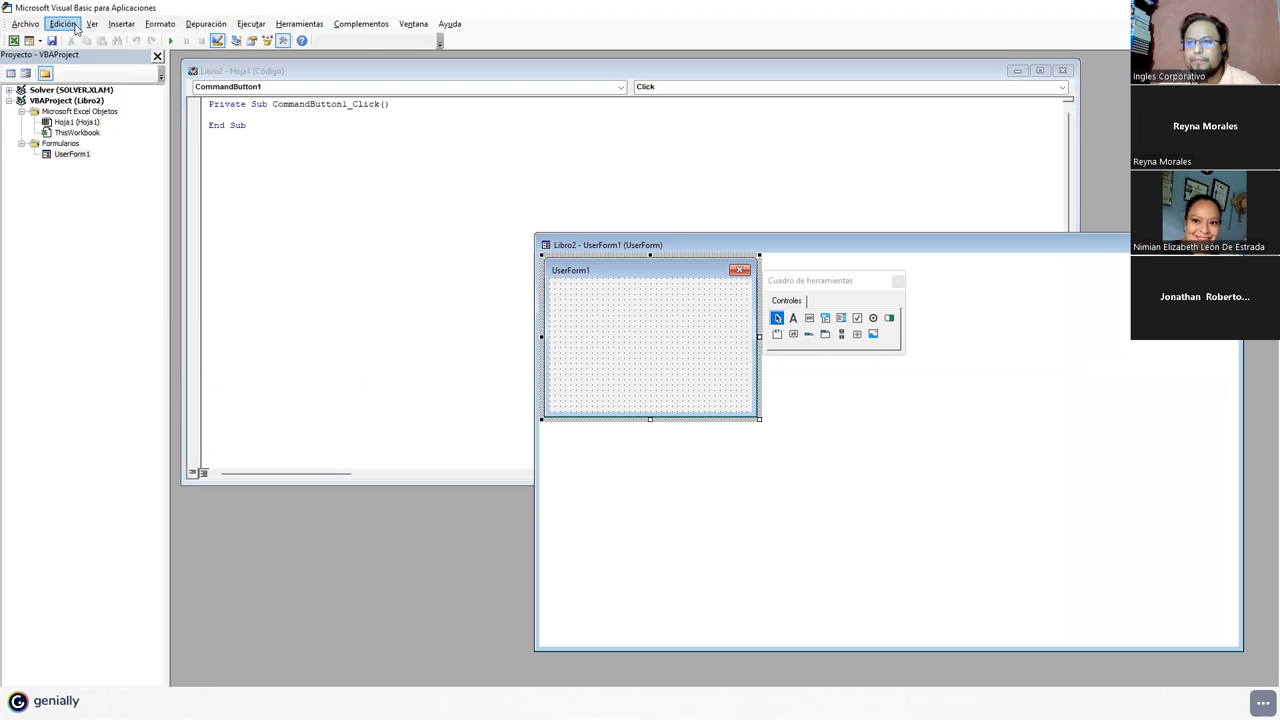 Microsoft Visual Basic para Aplicaciones
Archivo Edición Ver Insertar Formato Depuración Ejecutar Herramientas Complementos Ventana Ayuda
Proyecto - VBAProject
Solver (SOLVER.XLAM)
VBAProject (Libro2)
Microsoft Excel Objetos
Hoja1 (Hoja1)
ThisWorkbook
Formularios
UserForm1
Libro2 - Hoja1 (Código)
CommandButton1
Click
Private Sub CommandButton1_Click()
End Sub
Libro2 - UserForm1 (UserForm)
UserForm1
Cuadro de herramientas
Controles
Ingles Corporativo
Reyna Morales
Reyna Morales
Nimian Elizabeth León De Estrada
Jonathan Roberto...
genially